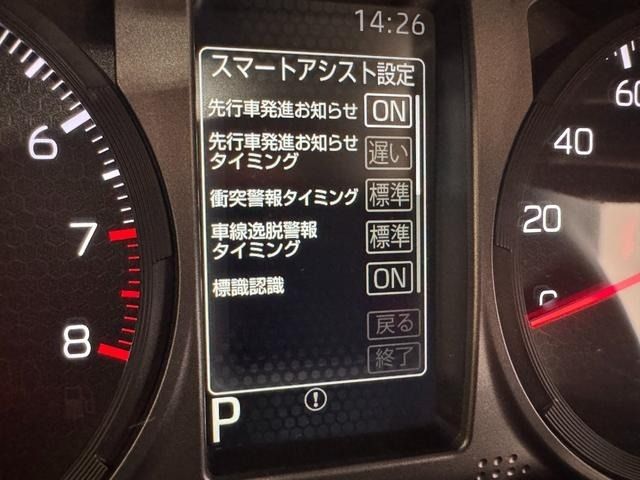 14:26
スマートアシスト設定
先行車発進お知らせ ON
先行車発進お知らせ
タイミング 遅い
衝突警報タイミング 標準
車線逸脱警報
タイミング 標準
標識認識 ON
戻る
終了
P
6
7
8
60
40
20
0